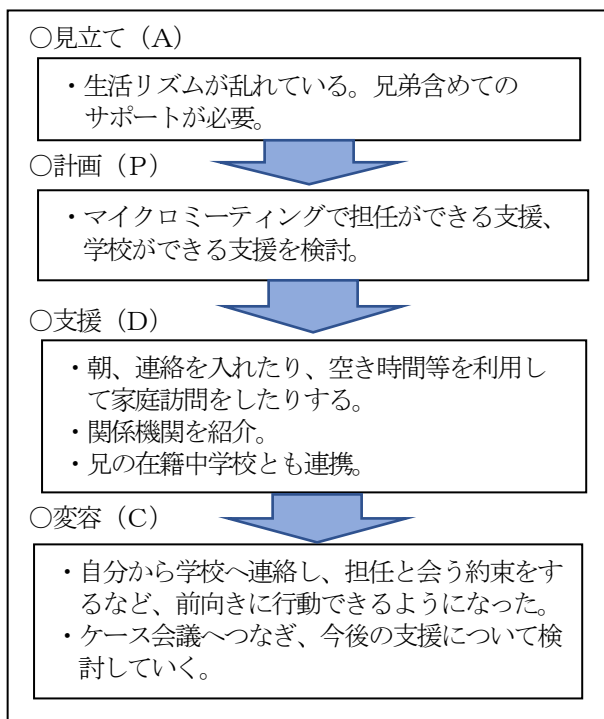 ○見立て（A）
・生活リズムが乱れている。兄弟含めての
サポートが必要。
○計画（P）
・マイクロミーティングで担任ができる支援、
学校ができる支援を検討。
○支援（D）
・朝、連絡を入れたり、空き時間等を利用し
て家庭訪問をしたりする。
・関係機関を紹介。
・兄の在籍中学校とも連携。
○変容（C）
・自分から学校へ連絡し、担任と会う約束をす
るなど、前向きに行動できるようになった。
・ケース会議へつなぎ、今後の支援について検
討していく。